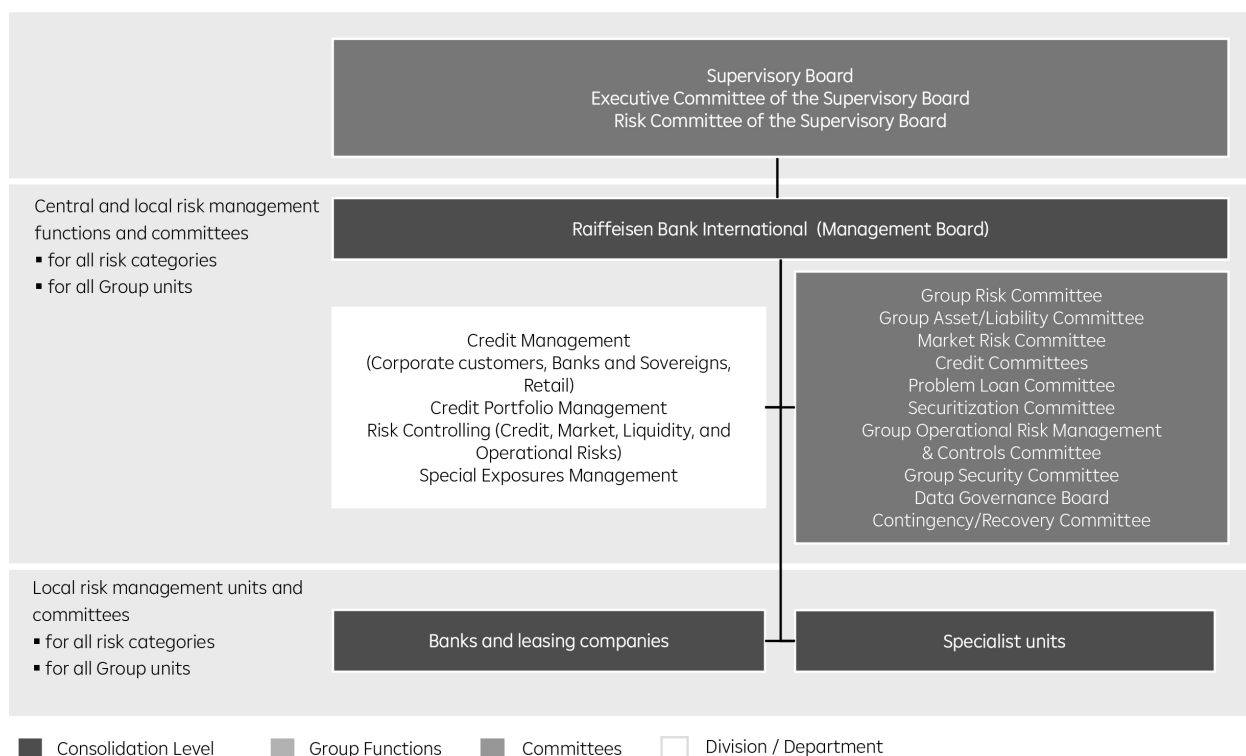 Supervisory Board
Executive Committee of the Supervisory Board
Risk Committee of the Supervisory Board
Central and local risk management
functions and committees
▪ for all risk categories
▪ for all Group units
Raiffeisen Bank International (Management Board)
Credit Management
(Corporate customers, Banks and Sovereigns,
Retail)
Credit Portfolio Management
Risk Controlling (Credit, Market, Liquidity, and
Operational Risks)
Special Exposures Management
Group Risk Committee
Group Asset/Liability Committee
Market Risk Committee
Credit Committees
Problem Loan Committee
Securitization Committee
Group Operational Risk Management
& Controls Committee
Group Security Committee
Data Governance Board
Contingency/Recovery Committee
Local risk management units and
committees
▪ for all risk categories
▪ for all Group units
Banks and leasing companies
Specialist units
Consolidation Level
Group Functions
Committees
Division / Department